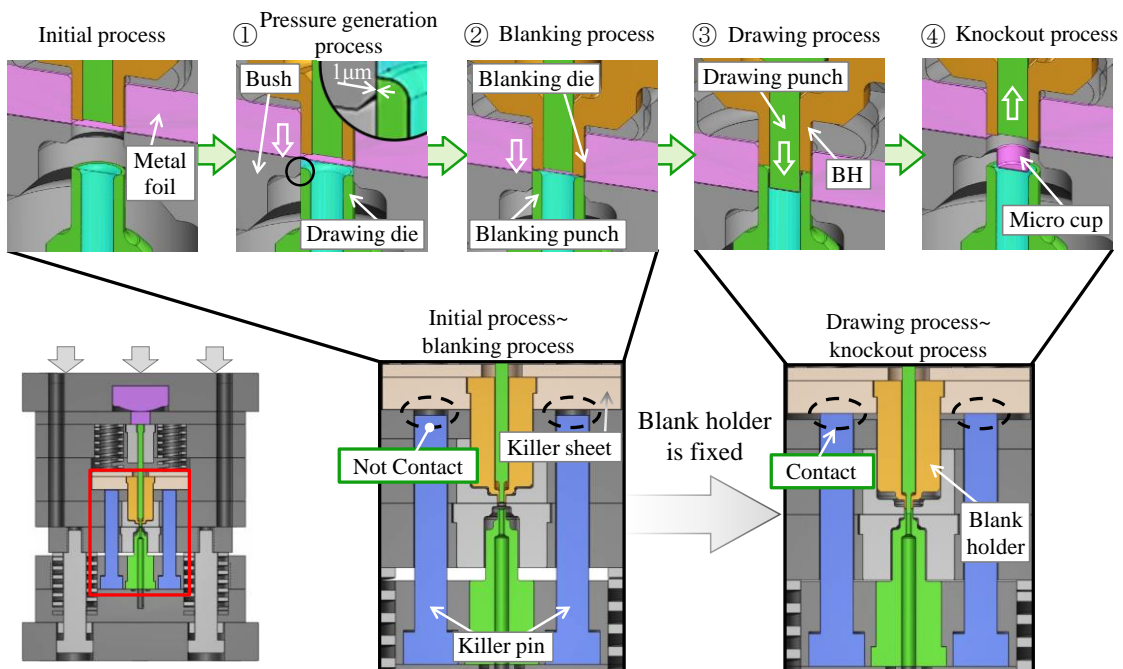 Initial process
① Pressure generation
process
② Blanking process
③ Drawing process
④ Knockout process
Bush
1μm
Blanking die
Drawing punch
Metal
foil
BH
Drawing die
Blanking punch
Micro cup
Initial process~
blanking process
Drawing process~
knockout process
Not Contact
Killer sheet
Blank holder
is fixed
Contact
Blank
holder
Killer pin